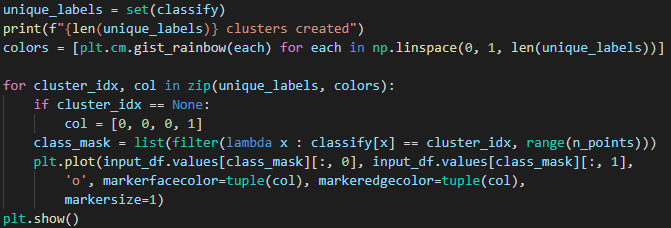 unique_labels = set(classify)
print(f"{len(unique_labels)} clusters created")
colors = [plt.cm.gist_rainbow(each) for each in np.linspace(0, 1, len(unique_labels))]
for cluster_idx, col in zip(unique_labels, colors):
    if cluster_idx == None:
        col = [0, 0, 0, 1]
    class_mask = list(filter(lambda x : classify[x] == cluster_idx, range(n_points)))
    plt.plot(input_df.values[class_mask][:, 0], input_df.values[class_mask][:, 1],
        'o', markerfacecolor=tuple(col), markeredgecolor=tuple(col),
        markersize=1)
plt.show()